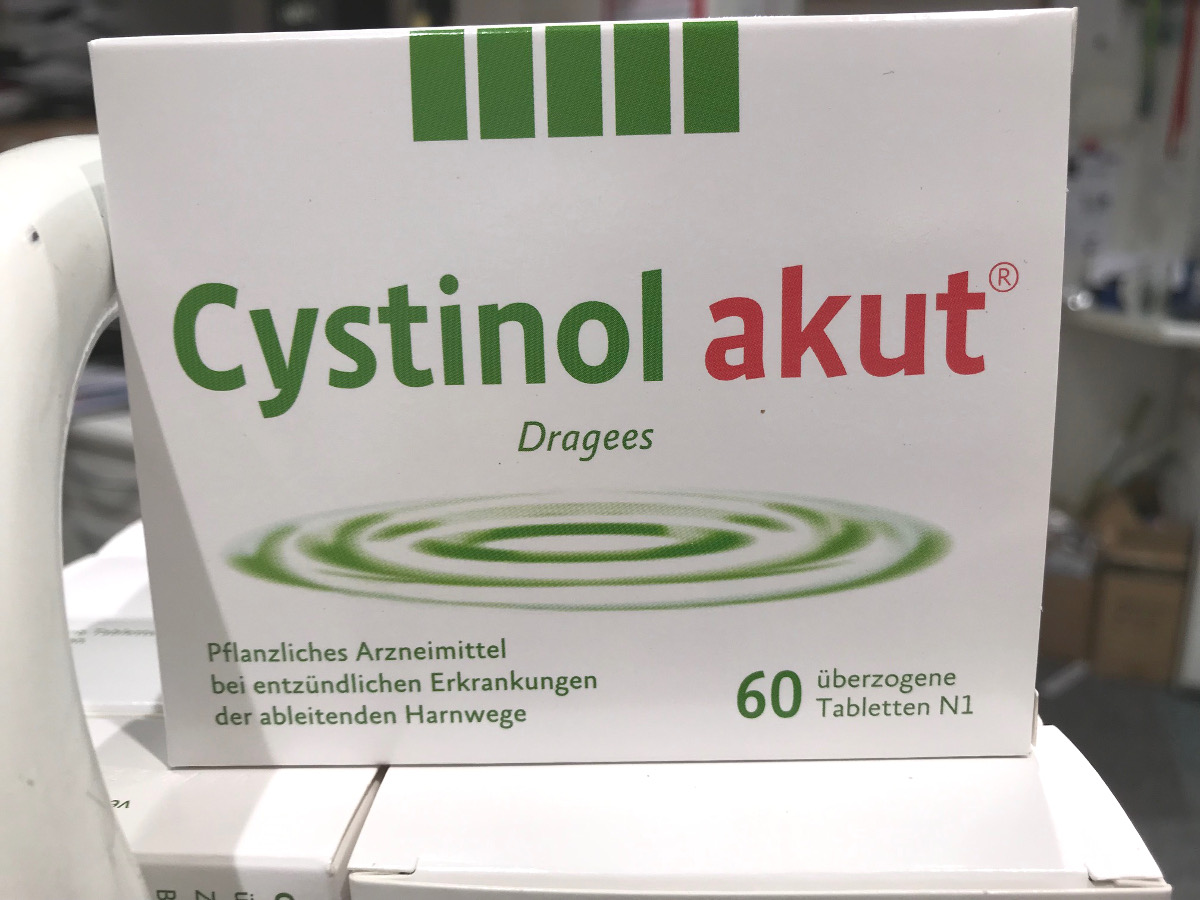 Cystinol akut®
Dragees
Pflanzliches Arzneimittel
bei entzündlichen Erkrankungen
der ableitenden Harnwege
60 überzogene
Tabletten N1